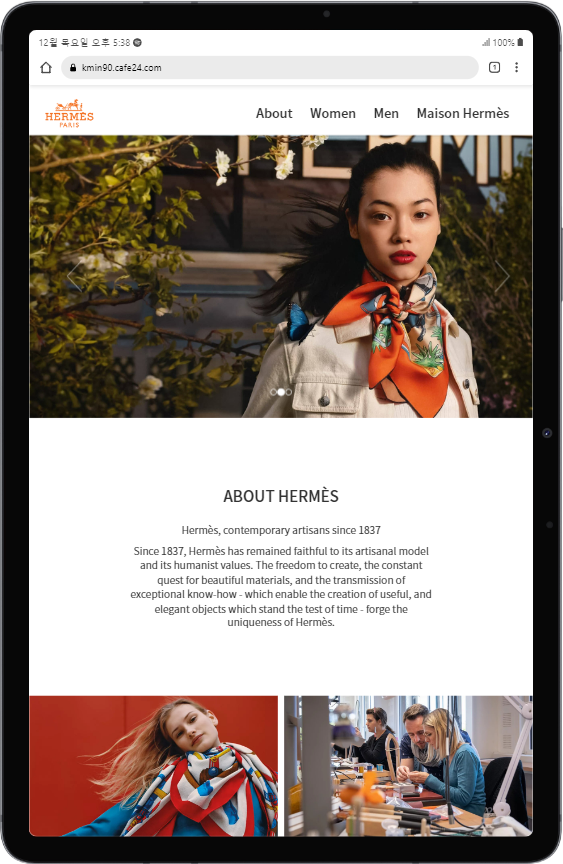 12월 목요일 오후 5:38
100%
kmin90.cafe24.com
1
HERMÈS
PARIS
About Women Men Maison Hermès
ABOUT HERMÈS
Hermès, contemporary artisans since 1837
Since 1837, Hermès has remained faithful to its artisanal model
and its humanist values. The freedom to create, the constant
quest for beautiful materials, and the transmission of
exceptional know-how - which enable the creation of useful, and
elegant objects which stand the test of time - forge the
uniqueness of Hermès.